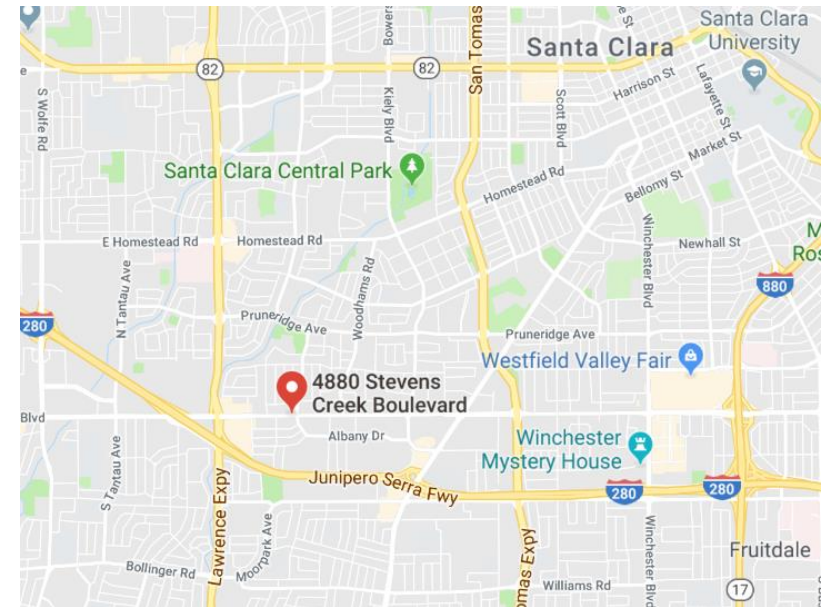 Santa Clara
University
Santa Clara
Bowers
San Tomas
82
82
Harrison St
Lafayette St
S Wolfe Rd
Kiely Blvd
Scott Blvd
Market St
Santa Clara Central Park
Homestead Rd
Bellomy St
E Homestead Rd
Homestead Rd
Winchester Blvd
Newhall St
M
Ros
N Tantau Ave
Woodhams Rd
880
280
Pruneridge Ave
Pruneridge Ave
Westfield Valley Fair
4880 Stevens
Creek Boulevard
Blvd
Albany Dr
Winchester
Mystery House
S Tantau Ave
Junipero Serra Fwy
280
280
Lawrence Expy
Moorpark Ave
mas Expy
Winchester Blvd
Fruitdale
Bollinger Rd
Williams Rd
17